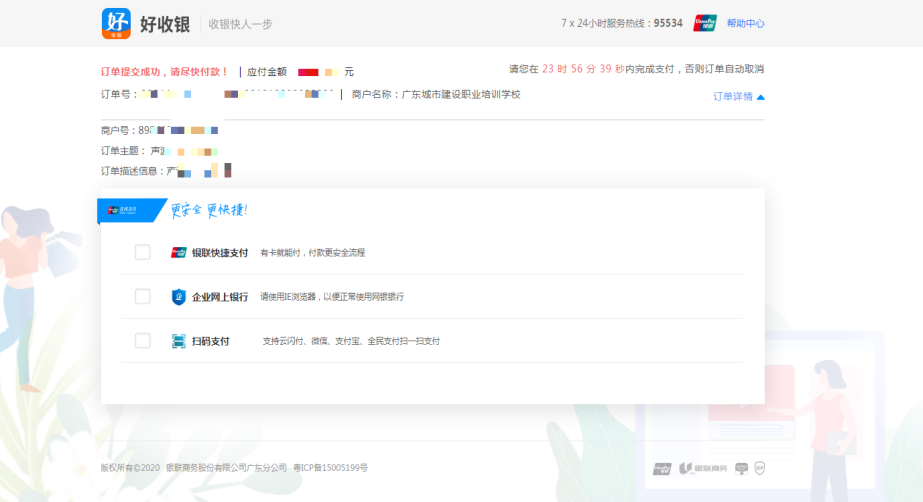 好 好收银 收银快人一步 7 x 24小时服务热线：95534 帮助中心
收银
订单提交成功，请尽快付款！ | 应付金额 元 请您在 23 时 56 分 39 秒内完成支付，否则订单自动取消
订单号： | 商户名称：广东城市建设职业培训学校 订单详情
商户号：89
订单主题：声
订单描述信息：
更安全 更快捷！
银联快捷支付 有卡就能付，付款更安全流程
企业网上银行 请使用IE浏览器，以便正常使用网银银行
扫码支付 支持云闪付、微信、支付宝、全民支付扫一扫支付
版权所有©2020 银联商务股份有限公司广东分公司 粤ICP备15005199号 银联商务